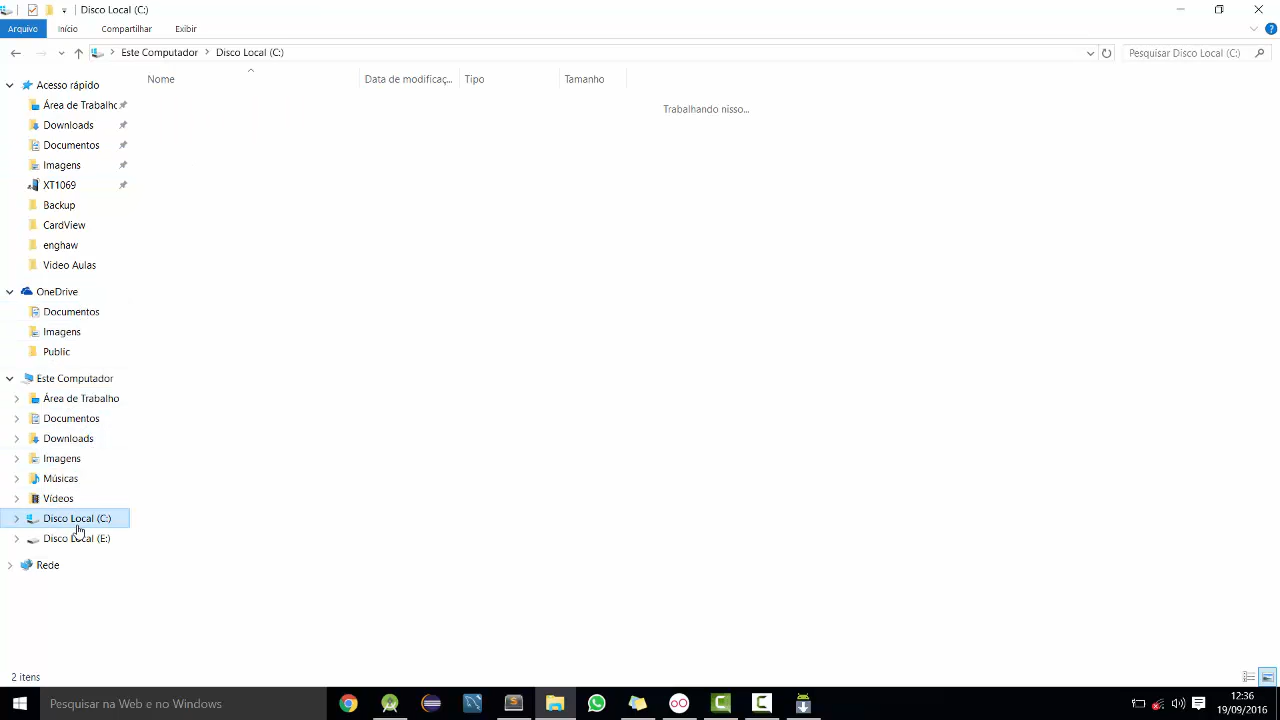 Disco Local (C:)
Arquivo Início Compartilhar Exibir
Este Computador Disco Local (C:) Pesquisar Disco Local (C:)
Nome Data de modificaç... Tipo Tamanho
Trabalhando nisso...
Acesso rápido
Área de Trabalho
Downloads
Documentos
Imagens
XT1069
Backup
CardView
enghaw
Video Aulas
OneDrive
Documentos
Imagens
Public
Este Computador
Área de Trabalho
Documentos
Downloads
Imagens
Músicas
Vídeos
Disco Local (C:)
Disco Local (E:)
Rede
2 itens
Pesquisar na Web e no Windows
12:36
19/09/2016